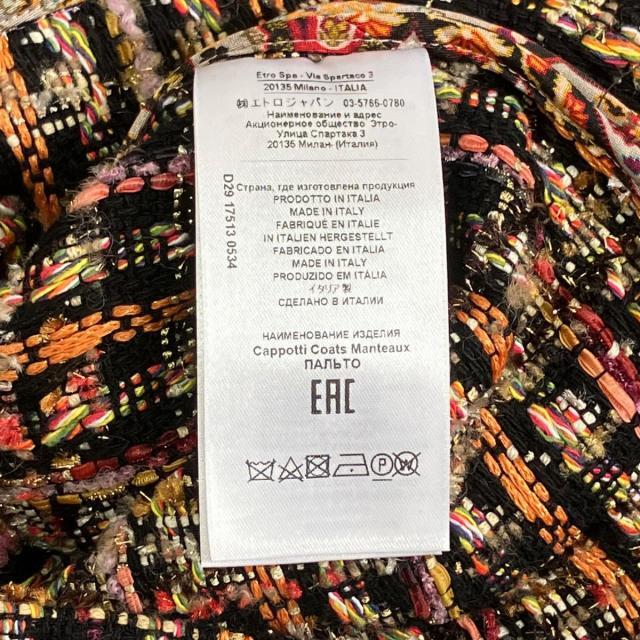 Etro Spa - Via Spartaco 3
20135 Milano - ITALIA
㈱エトロジャパン 03-5766-0780
Наименование и адрес
Акционерное общество Этро-
Улица Спартака 3
20135 Милан- (Италия)
D29 17513 0534
Страна, где изготовлена продукция
PRODOTTO IN ITALIA
MADE IN ITALY
FABRIQUÉ EN ITALIE
IN ITALIEN HERGESTELLT
FABRICADO EN ITALIA
MADE IN ITALY
PRODUZIDO EM ITALIA
イタリア製
СДЕЛАНО В ИТАЛИИ
НАИМЕНОВАНИЕ ИЗДЕЛИЯ
Cappotti Coats Manteaux
ПАЛЬТО
EAC
P W